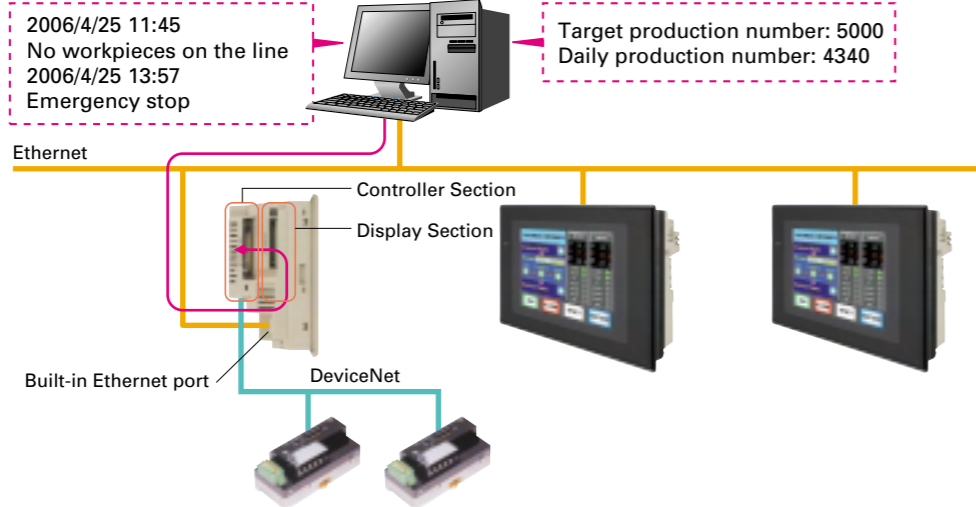 2006/4/25 11:45
No workpieces on the line
2006/4/25 13:57
Emergency stop
Target production number: 5000
Daily production number: 4340
Ethernet
Controller Section
Display Section
Built-in Ethernet port
DeviceNet